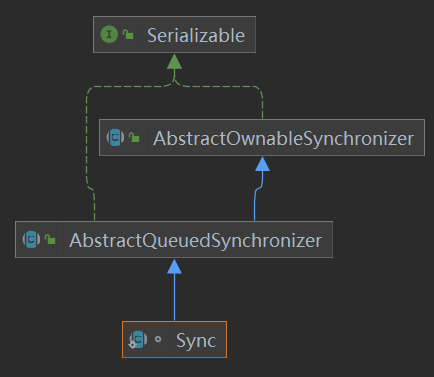 I Serializable
C AbstractOwnableSynchronizer
C AbstractQueuedSynchronizer
C Sync